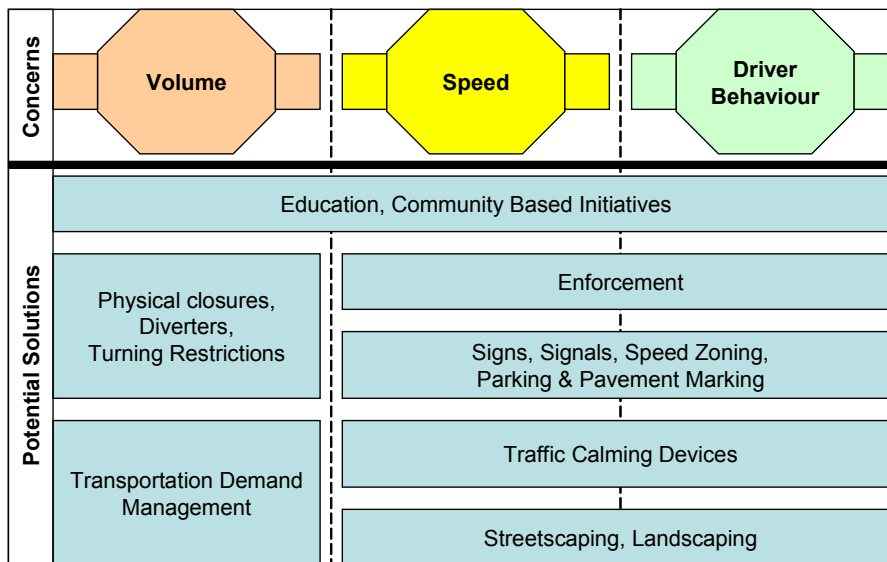 Concerns
Volume
Speed
Driver
Behaviour
Potential Solutions
Education, Community Based Initiatives
Physical closures,
Diverters,
Turning Restrictions
Enforcement
Signs, Signals, Speed Zoning,
Parking & Pavement Marking
Transportation Demand
Management
Traffic Calming Devices
Streetscaping, Landscaping